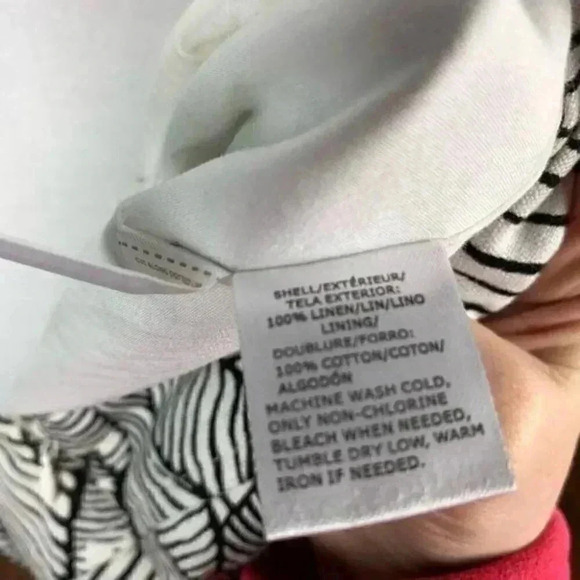 SHELL/EXTÉRIEUR/
TELA EXTERIOR:
100% LINEN/LIN/LINO
LINING/
DOUBLURE/FORRO:
100% COTTON/COTON/
ALGODÓN
MACHINE WASH COLD,
ONLY NON-CHLORINE
BLEACH WHEN NEEDED,
TUMBLE DRY LOW, WARM
IRON IF NEEDED.